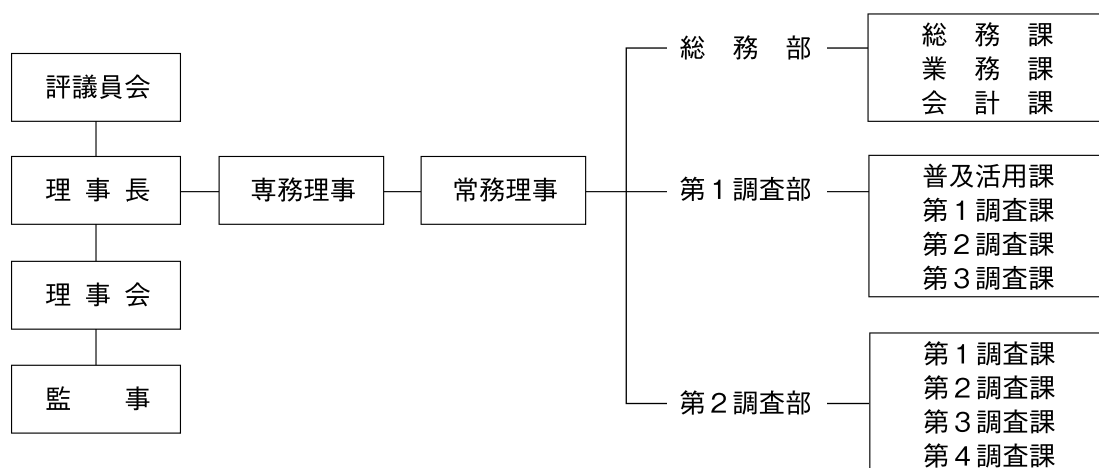 評議員会
理事長
理事会
監事
専務理事
常務理事
総務部
総務課
業務課
会計課
第1調査部
普及活用課
第1調査課
第2調査課
第3調査課
第2調査部
第1調査課
第2調査課
第3調査課
第4調査課